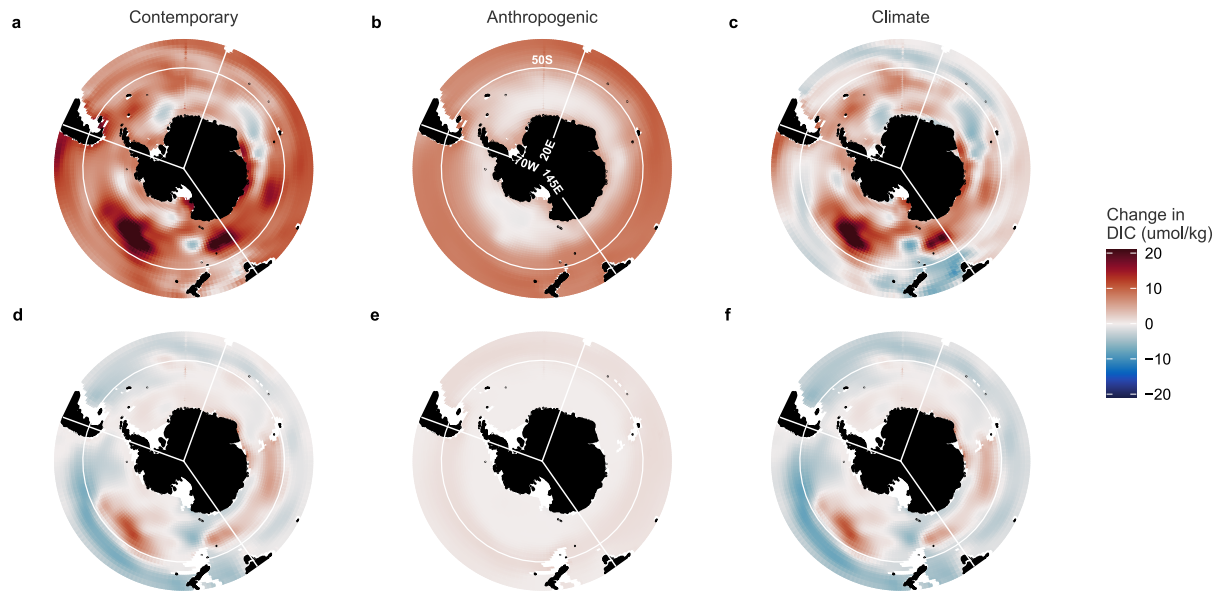 Contemporary
Anthropogenic
Climate
a
b
c
50S
20E
70W
145E
Change in
DIC (umol/kg)
20
10
0
−10
−20
d
e
f